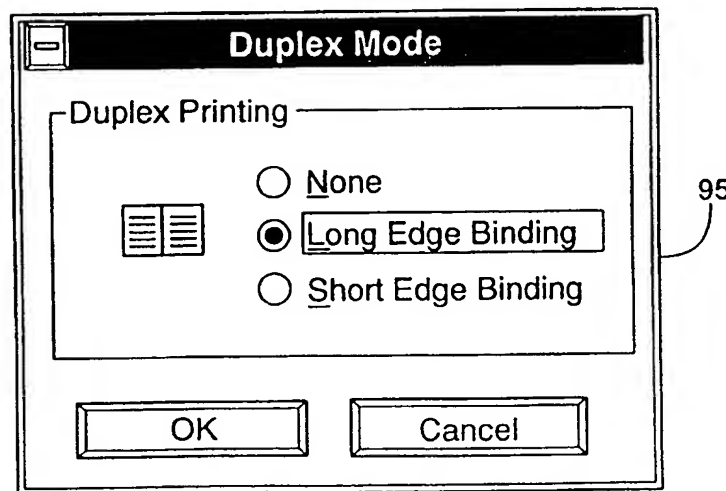 Duplex Mode
Duplex Printing
None
Long Edge Binding
Short Edge Binding
OK
Cancel
95